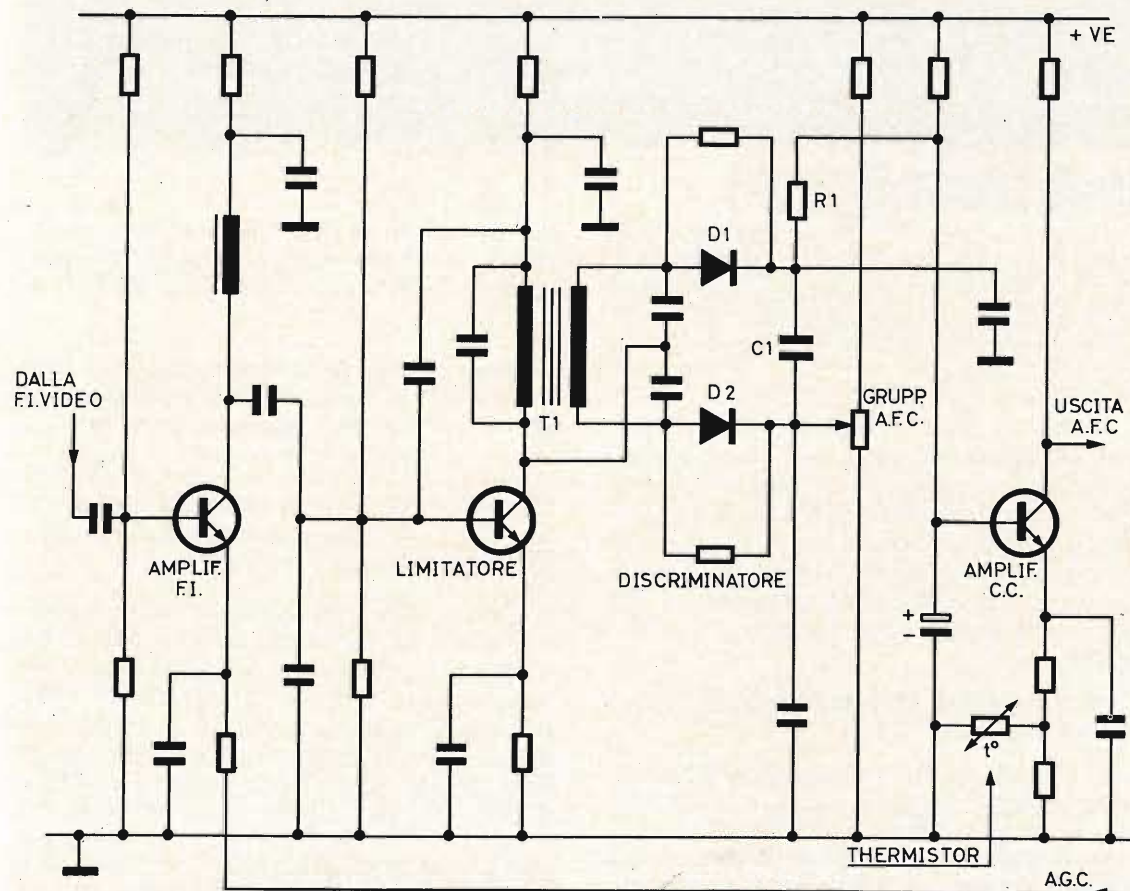 + VE
R1
D1
C1
DALLA
F.I.VIDEO
T1
D2
GRUPP.
A.F.C.
USCITA
A.F.C
AMPLIF.
F.I.
LIMITATORE
DISCRIMINATORE
AMPLIF.
C.C.
+
−
t°
THERMISTOR
A.G.C.